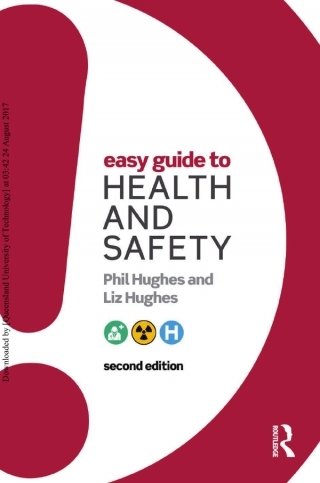 easy guide to
HEALTH
AND
SAFETY
Phil Hughes and
Liz Hughes
H
second edition
R
ROUTLEDGE
Downloaded by [Queensland University of Technology] at 03:42 24 August 2017